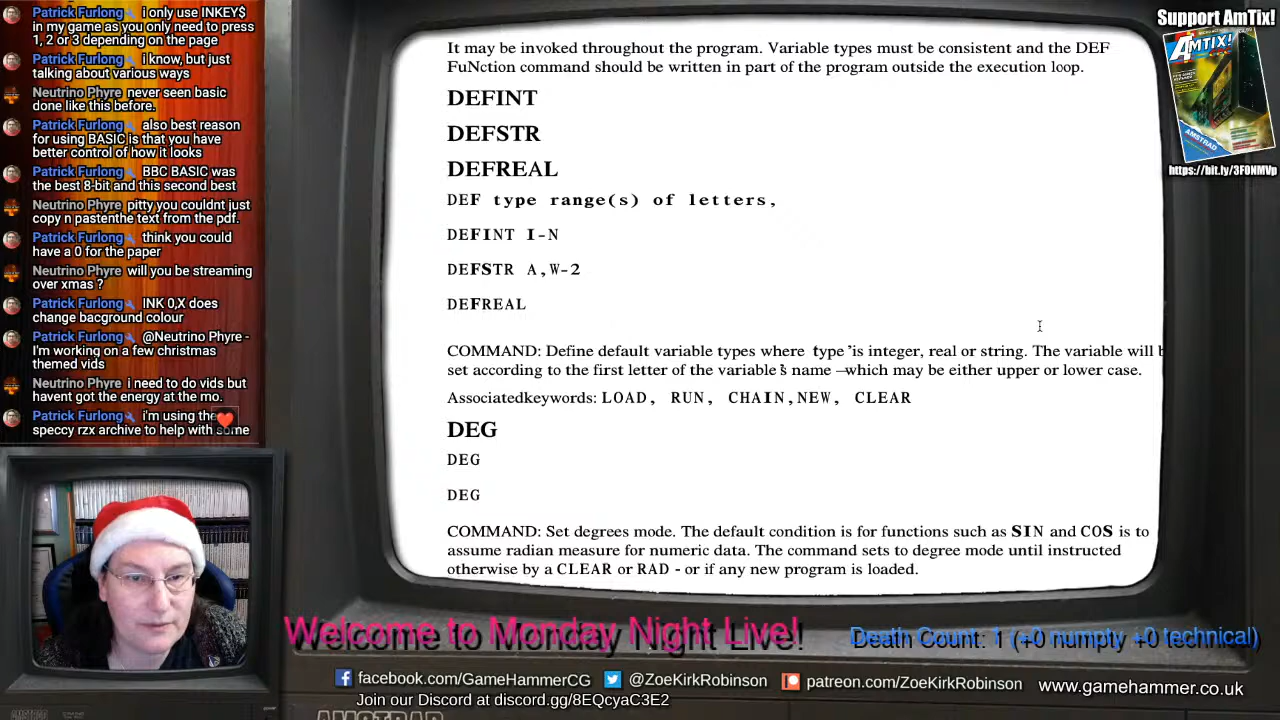 Patrick Furlong i only use INKEY$
in my game as you only need to press
1, 2 or 3 depending on the page
Patrick Furlong i know, but just
talking about various ways
Neutrino Phyre never seen basic
done like this before.
Patrick Furlong also best reason
for using BASIC is that you have
better control of how it looks
Patrick Furlong BBC BASIC was
the best 8-bit and this second best
Neutrino Phyre pitty you couldnt just
copy n pastenthe text from the pdf.
Patrick Furlong think you could
have a 0 for the paper
Neutrino Phyre will you be streaming
over xmas ?
Patrick Furlong INK 0,X does
change bacground colour
Patrick Furlong @Neutrino Phyre -
I'm working on a few christmas
themed vids
Neutrino Phyre i need to do vids but
havent got the energy at the mo.
Patrick Furlong i'm using the
speccy rzx archive to help with some
It may be invoked throughout the program. Variable types must be consistent and the DEF
FuNction command should be written in part of the program outside the execution loop.
DEFINT
DEFSTR
DEFREAL
DEF type range(s) of letters,
DEFINT I-N
DEFSTR A,W-2
DEFREAL
COMMAND: Define default variable types where type 'is integer, real or string. The variable will b
set according to the first letter of the variable's name —which may be either upper or lower case.
Associatedkeywords: LOAD, RUN, CHAIN,NEW, CLEAR
DEG
DEG
DEG
COMMAND: Set degrees mode. The default condition is for functions such as SIN and COS is to
assume radian measure for numeric data. The command sets to degree mode until instructed
otherwise by a CLEAR or RAD - or if any new program is loaded.
Support AmTix!
AMTIX!
AMSTRAD
https://bit.ly/3F0NMVp
Welcome to Monday Night Live!
Death Count: 1 (+0 numpty +0 technical)
facebook.com/GameHammerCG
@ZoeKirkRobinson
patreon.com/ZoeKirkRobinson
www.gamehammer.co.uk
Join our Discord at discord.gg/8EQcyaC3E2
AMSTRAD